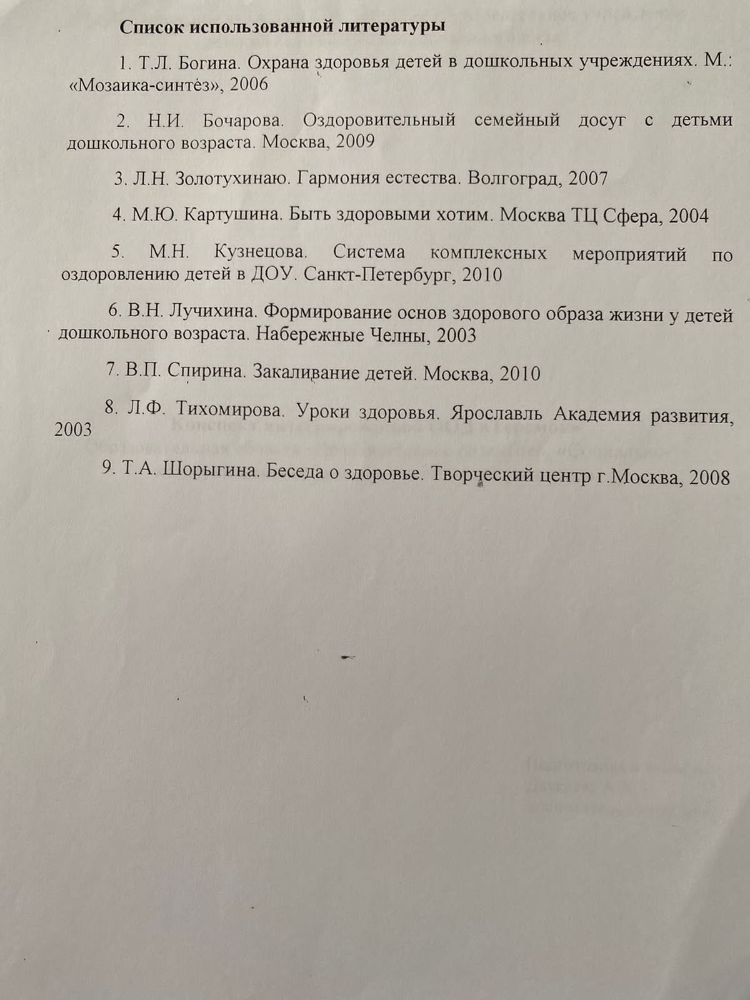 Список использованной литературы
1. Т.Л. Богина. Охрана здоровья детей в дошкольных учреждениях. М.:
«Мозаика-синтез», 2006
2. Н.И. Бочарова. Оздоровительный семейный досуг с детьми
дошкольного возраста. Москва, 2009
3. Л.Н. Золотухинаю. Гармония естества. Волгоград, 2007
4. М.Ю. Картушина. Быть здоровыми хотим. Москва ТЦ Сфера, 2004
5. М.Н. Кузнецова. Система комплексных мероприятий по
оздоровлению детей в ДОУ. Санкт-Петербург, 2010
6. В.Н. Лучихина. Формирование основ здорового образа жизни у детей
дошкольного возраста. Набережные Челны, 2003
7. В.П. Спирина. Закаливание детей. Москва, 2010
8. Л.Ф. Тихомирова. Уроки здоровья. Ярославль Академия развития,
2003
9. Т.А. Шорыгина. Беседа о здоровье. Творческий центр г.Москва, 2008